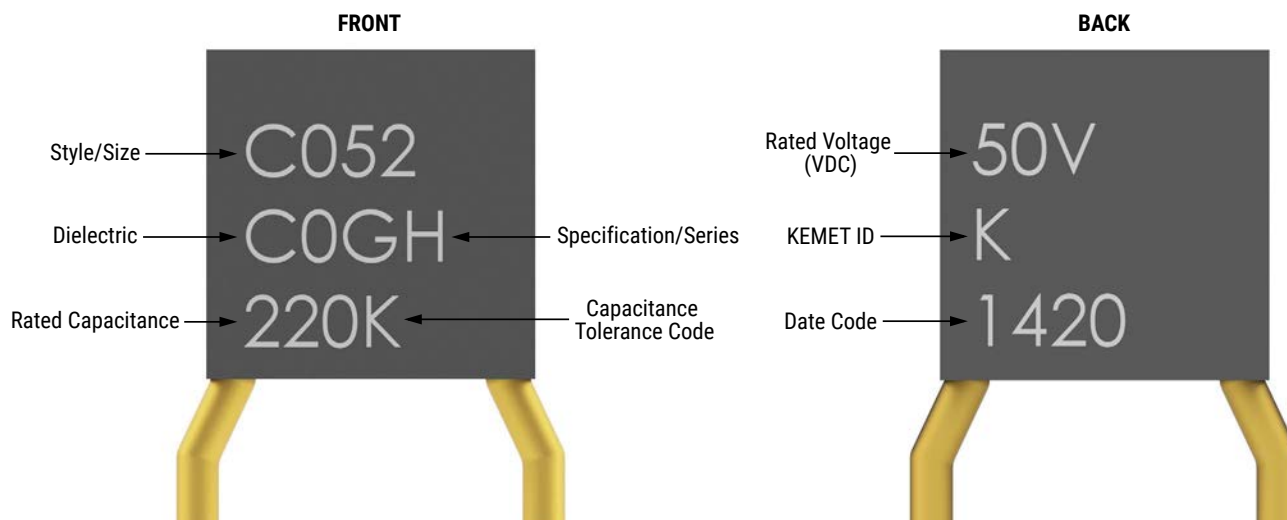 FRONT
BACK
Style/Size
C052
Dielectric
C0GH
Specification/Series
Rated Capacitance
220K
Capacitance
Tolerance Code
Rated Voltage
(VDC)
50V
KEMET ID
K
Date Code
1420